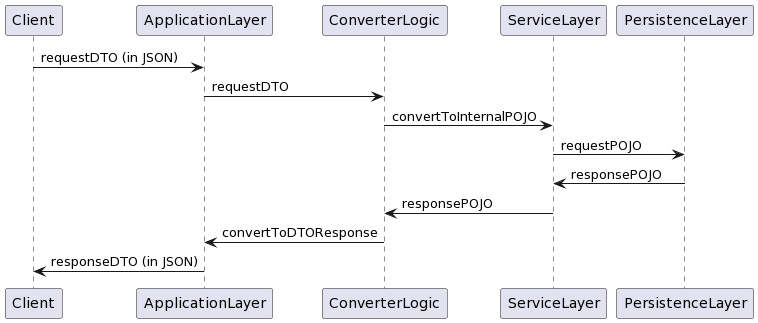 Client
ApplicationLayer
ConverterLogic
ServiceLayer
PersistenceLayer
requestDTO (in JSON)
requestDTO
convertToInternalPOJO
requestPOJO
responsePOJO
responsePOJO
convertToDTOResponse
responseDTO (in JSON)
Client
ApplicationLayer
ConverterLogic
ServiceLayer
PersistenceLayer